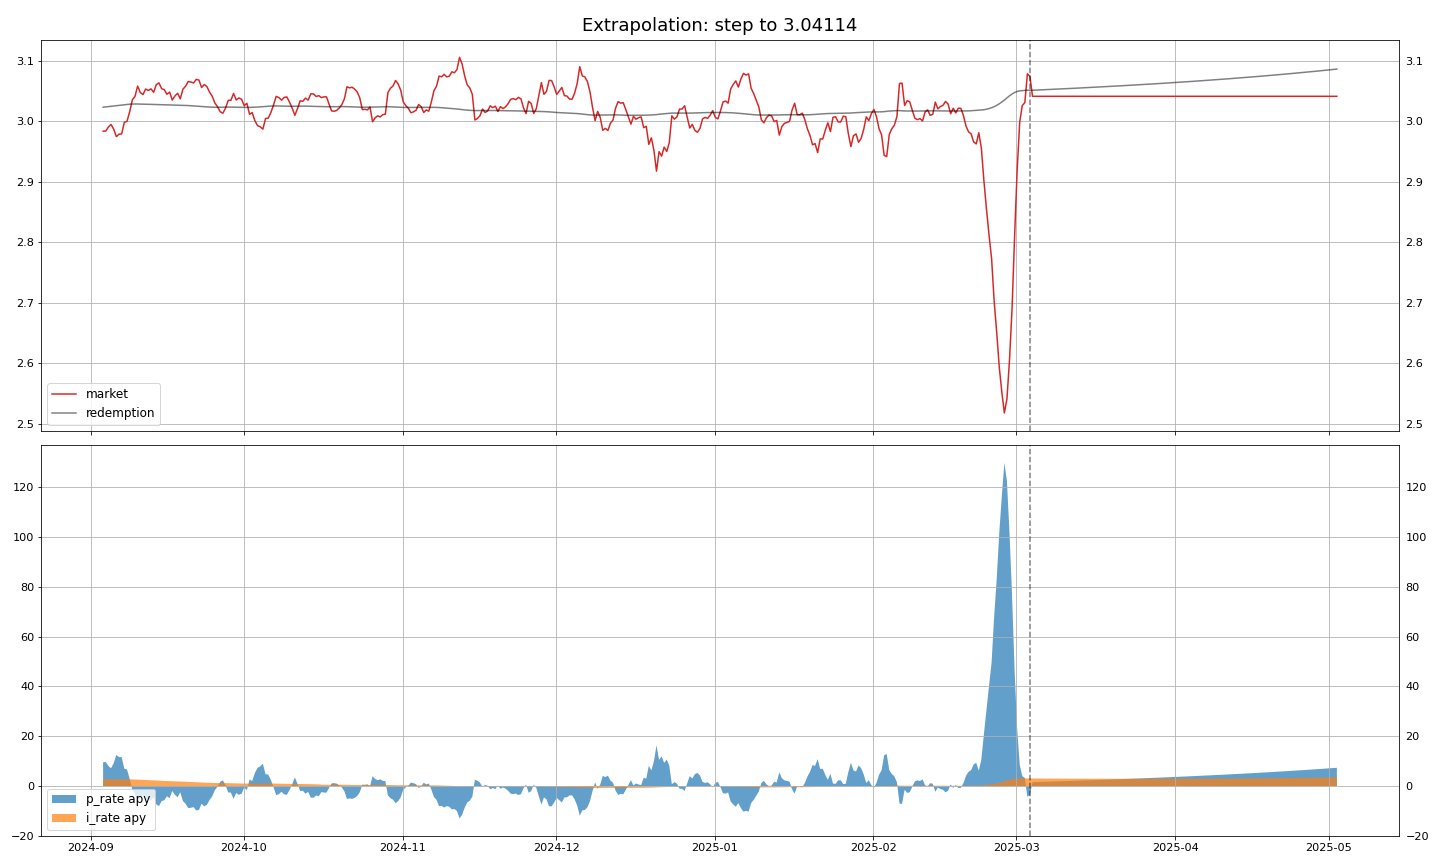 Extrapolation: step to 3.04114
3.1 3.1
3.0 3.0
2.9 2.9
2.8 2.8
2.7 2.7
2.6 2.6
2.5 2.5
market
redemption
120 120
100 100
80 80
60 60
40 40
20 20
0 0
−20 −20
p_rate apy
i_rate apy
2024-09 2024-10 2024-11 2024-12 2025-01 2025-02 2025-03 2025-04 2025-05